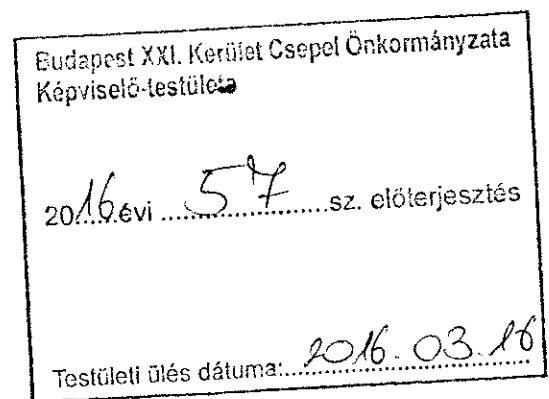 Budapest XXI. Kerület Csepel Önkormányzata
Képviselő-testülete
2016 évi 57 sz. előterjesztés
Testületi ülés dátuma: 2016.03.16